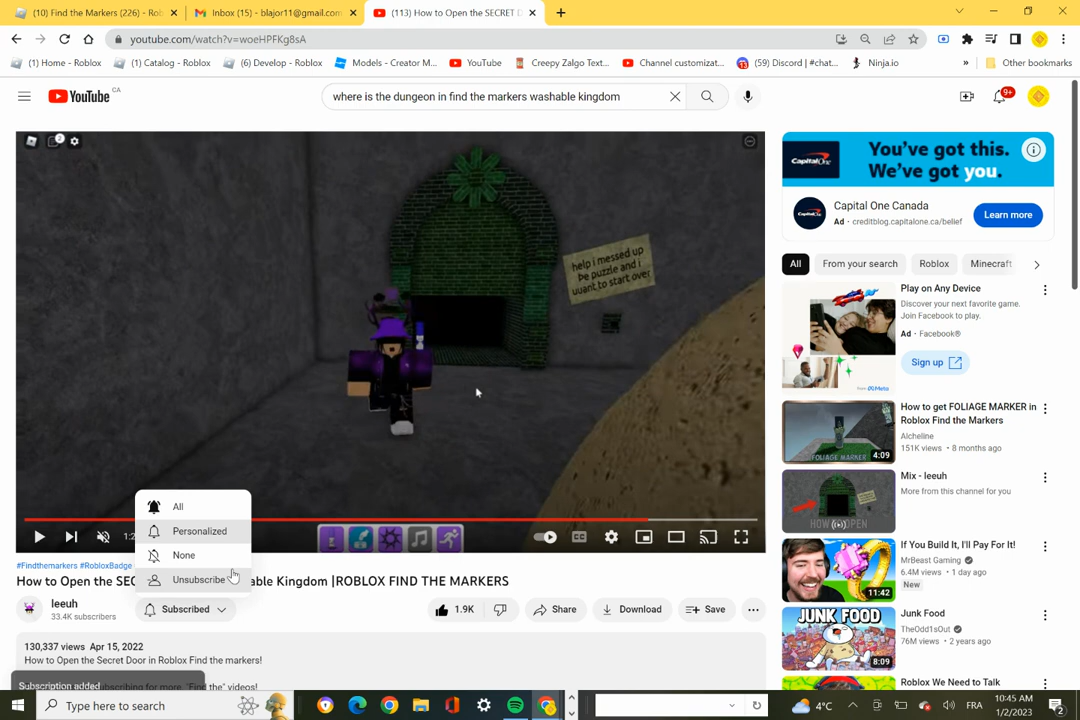 (10) Find the Markers (226) - Rob
Inbox (15) - blajor11@gmail.com
(113) How to Open the SECRET D
youtube.com/watch?v=woeHPFKg8sA
(1) Home - Roblox
(1) Catalog - Roblox
(6) Develop - Roblox
Models - Creator M...
YouTube
Creepy Zalgo Text...
Channel customizat...
(59) Discord | #chat...
Ninja.io
»
Other bookmarks
YouTube CA
where is the dungeon in find the markers washable kingdom
9+
2
help i messed up
þe puzzle and i
uuant to start over
All
Personalized
None
Unsubscribe
#Findthemarkers #RobloxBadge
How to Open the SEC
able Kingdom |ROBLOX FIND THE MARKERS
leeuh
33.4K subscribers
Subscribed
1.9K
Share
Download
Save
130,337 views Apr 15, 2022
How to Open the Secret Door in Roblox Find the markers!
Subscription added
subscribing for more, "Find the" videos!
Capital One
You've got this.
We've got you.
Capital One Canada
Ad • creditblog.capitalone.ca/belief
Learn more
All
From your search
Roblox
Minecraft
Play on Any Device
Discover your next favorite game.
Join Facebook to play.
Ad • Facebook®
Sign up
Meta
FOLIAGE MARKER
4:09
How to get FOLIAGE MARKER in
Roblox Find the Markers
Alcheline
151K views • 8 months ago
HOW
OPEN
Mix - leeuh
More from this channel for you
11:42
If You Build It, I'll Pay For It!
MrBeast Gaming
6.4M views • 1 day ago
New
JUNK FOOD
8:09
Junk Food
TheOdd1sOut
76M views • 2 years ago
Roblox We Need to Talk
Type here to search
4°C
FRA
10:45 AM
1/2/2023
2